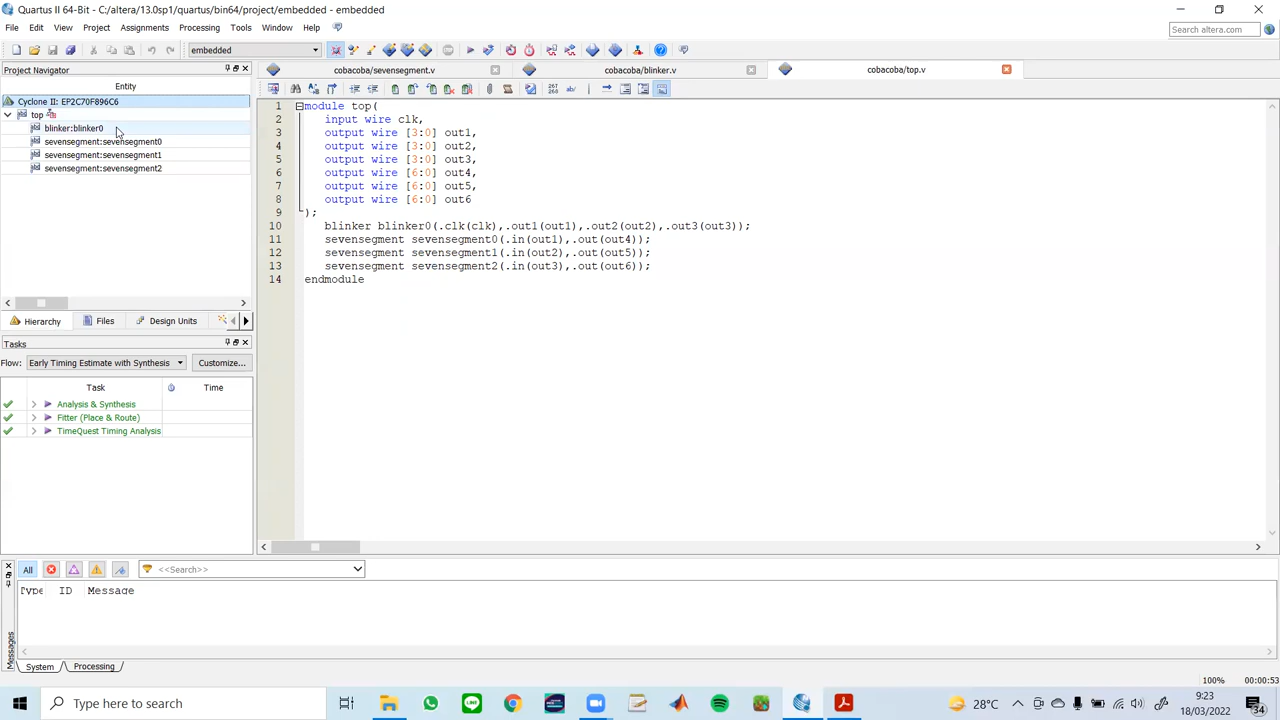 Quartus II 64-Bit - C:/altera/13.0sp1/quartus/bin64/project/embedded - embedded
File Edit View Project Assignments Processing Tools Window Help
Search altera.com
embedded
Project Navigator
cobacoba/sevensegment.v
cobacoba/blinker.v
cobacoba/top.v
Entity
Cyclone II: EP2C70F896C6
top
blinker:blinker0
sevensegment:sevensegment0
sevensegment:sevensegment1
sevensegment:sevensegment2
Hierarchy Files Design Units
Tasks
Flow: Early Timing Estimate with Synthesis Customize...
Task Time
Analysis & Synthesis
Fitter (Place & Route)
TimeQuest Timing Analysis
267
268
ab/
1 module top(
2 input wire clk,
3 output wire [3:0] out1,
4 output wire [3:0] out2,
5 output wire [3:0] out3,
6 output wire [6:0] out4,
7 output wire [6:0] out5,
8 output wire [6:0] out6
9 );
10 blinker blinker0(.clk(clk),.out1(out1),.out2(out2),.out3(out3));
11 sevensegment sevensegment0(.in(out1),.out(out4));
12 sevensegment sevensegment1(.in(out2),.out(out5));
13 sevensegment sevensegment2(.in(out3),.out(out6));
14 endmodule
All <<Search>>
Type ID Message
Messages
System Processing
100% 00:00:53
Type here to search
28°C
9:23
18/03/2022
34